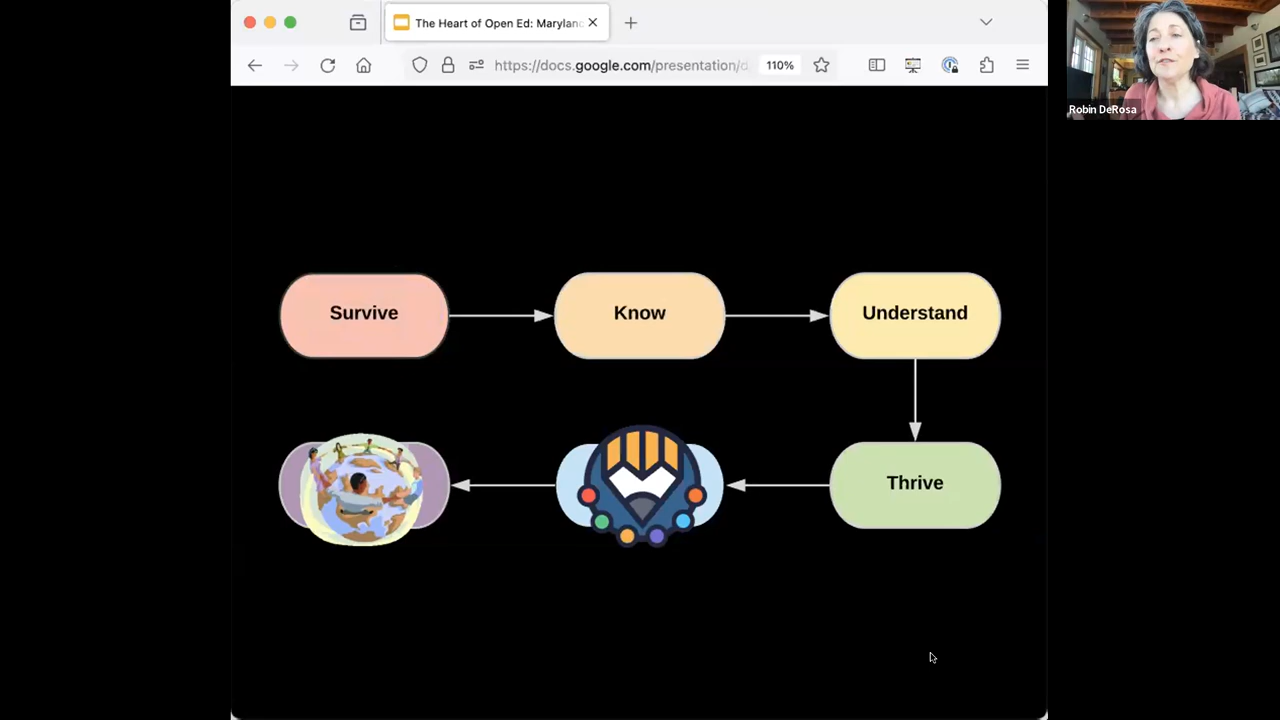 The Heart of Open Ed: Marylan
https://docs.google.com/presentation/d
110%
Robin DeRosa
Survive
Know
Understand
Thrive